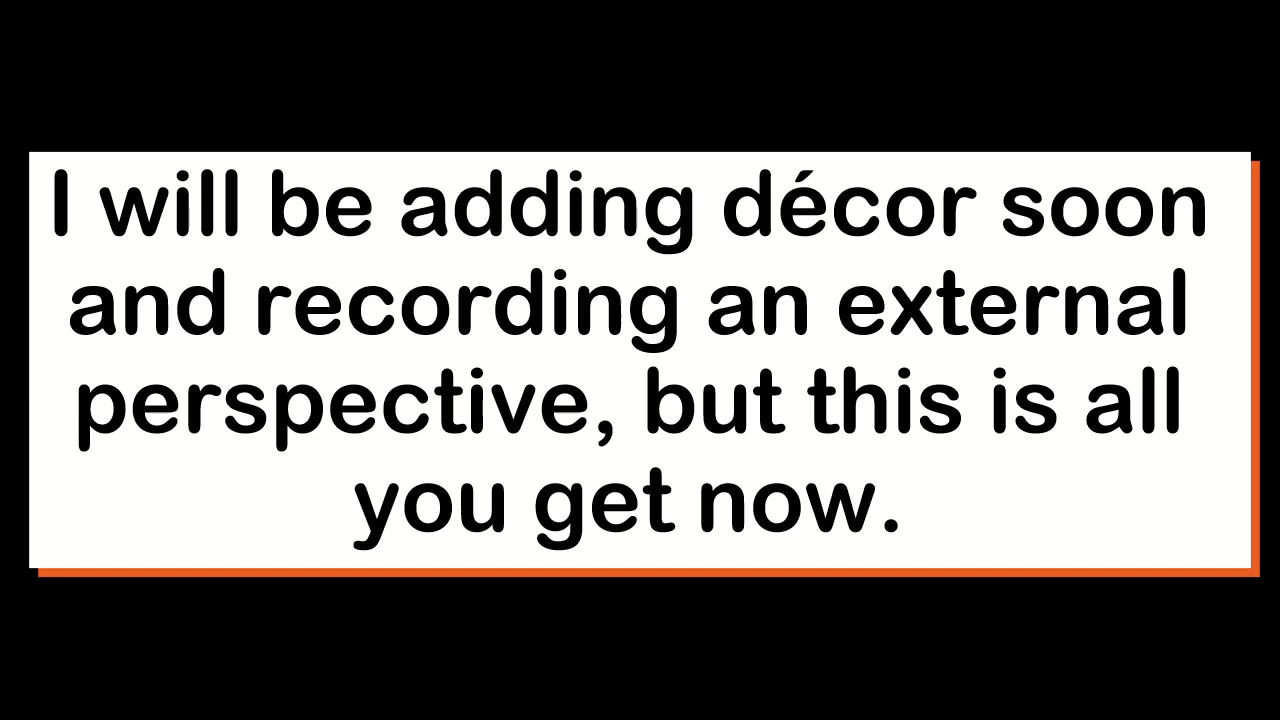 I will be adding décor soon
and recording an external
perspective, but this is all
you get now.